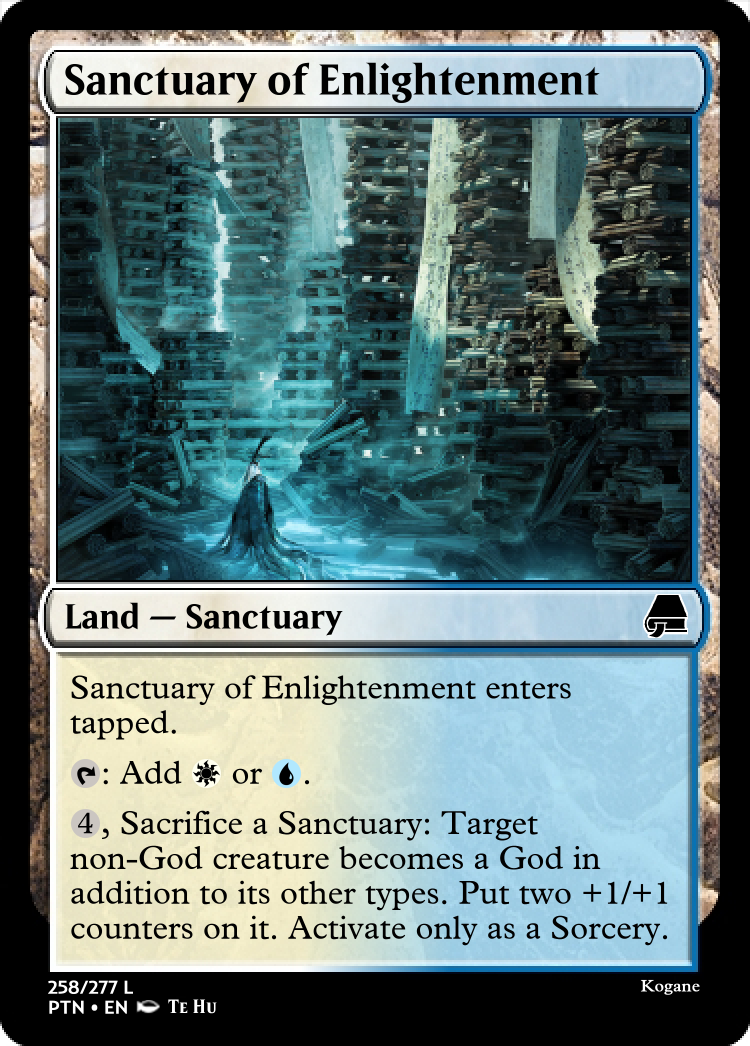 Sanctuary of Enlightenment
Land — Sanctuary
Sanctuary of Enlightenment enters
tapped.
: Add or .
4, Sacrifice a Sanctuary: Target
non-God creature becomes a God in
addition to its other types. Put two +1/+1
counters on it. Activate only as a Sorcery.
258/277 L
Kogane
PTN • EN TE HU